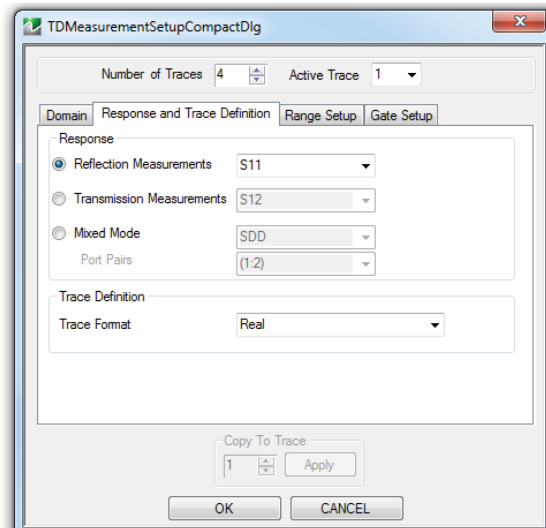 TDMeasurementSetupCompactDlg
Number of Traces 4 Active Trace 1
Domain Response and Trace Definition Range Setup Gate Setup
Response
Reflection Measurements S11
Transmission Measurements S12
Mixed Mode SDD
Port Pairs (1:2)
Trace Definition
Trace Format Real
Copy To Trace
1 Apply
OK CANCEL